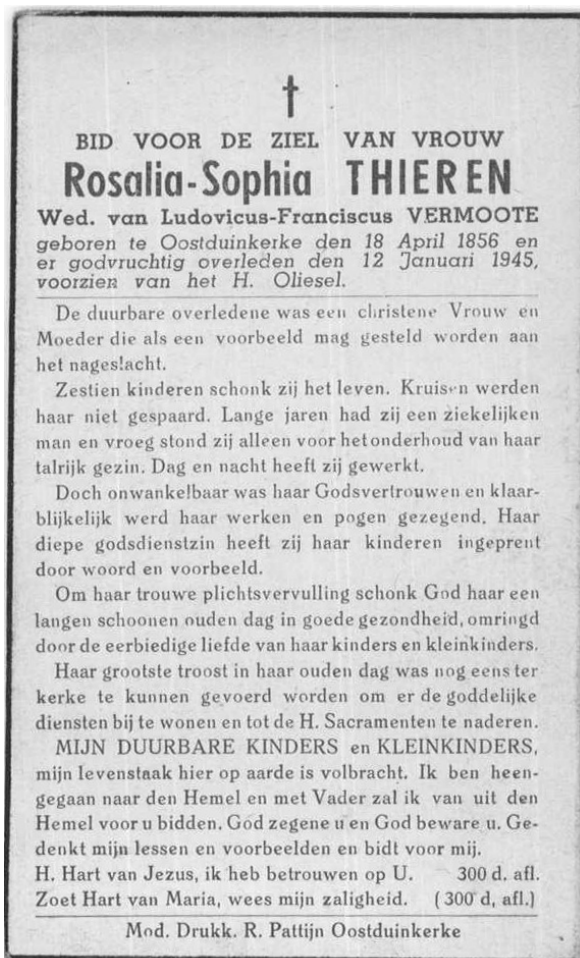 BID VOOR DE ZIEL VAN VROUW
Rosalia-Sophia THIEREN
Wed. van Ludovicus-Franciscus VERMOOTE
geboren te Oostduinkerke den 18 April 1856 en
er godvruchtig overleden den 12 Januari 1945,
voorzien van het H. Oliesel.
De duurbare overledene was een christene Vrouw en
Moeder die als een voorbeeld mag gesteld worden aan
het nageslacht.
Zestien kinderen schonk zij het leven. Kruisen werden
haar niet gespaard. Lange jaren had zij een ziekelijken
man en vroeg stond zij alleen voor het onderhoud van haar
talrijk gezin. Dag en nacht heeft zij gewerkt.
Doch onwankelbaar was haar Godsvertrouwen en klaar-
blijkelijk werd haar werken en pogen gezegend. Haar
diepe godsdienstzin heeft zij haar kinderen ingeprent
door woord en voorbeeld.
Om haar trouwe plichtsvervulling schonk God haar een
langen schoonen ouden dag in goede gezondheid, omringd
door de eerbiedige liefde van haar kinders en kleinkinders.
Haar grootste troost in haar ouden dag was nog eens ter
kerke te kunnen gevoerd worden om er de goddelijke
diensten bij te wonen en tot de H. Sacramenten te naderen.
MIJN DUURBARE KINDERS en KLEINKINDERS,
mijn levenstaak hier op aarde is volbracht. Ik ben heen-
gegaan naar den Hemel en met Vader zal ik van uit den
Hemel voor u bidden. God zegene u en God beware u. Ge-
denkt mijn lessen en voorbeelden en bidt voor mij.
H. Hart van Jezus, ik heb betrouwen op U. 300 d. afl.
Zoet Hart van Maria, wees mijn zaligheid. (300 d, afl.)
Mod. Drukk. R. Pattijn Oostduinkerke